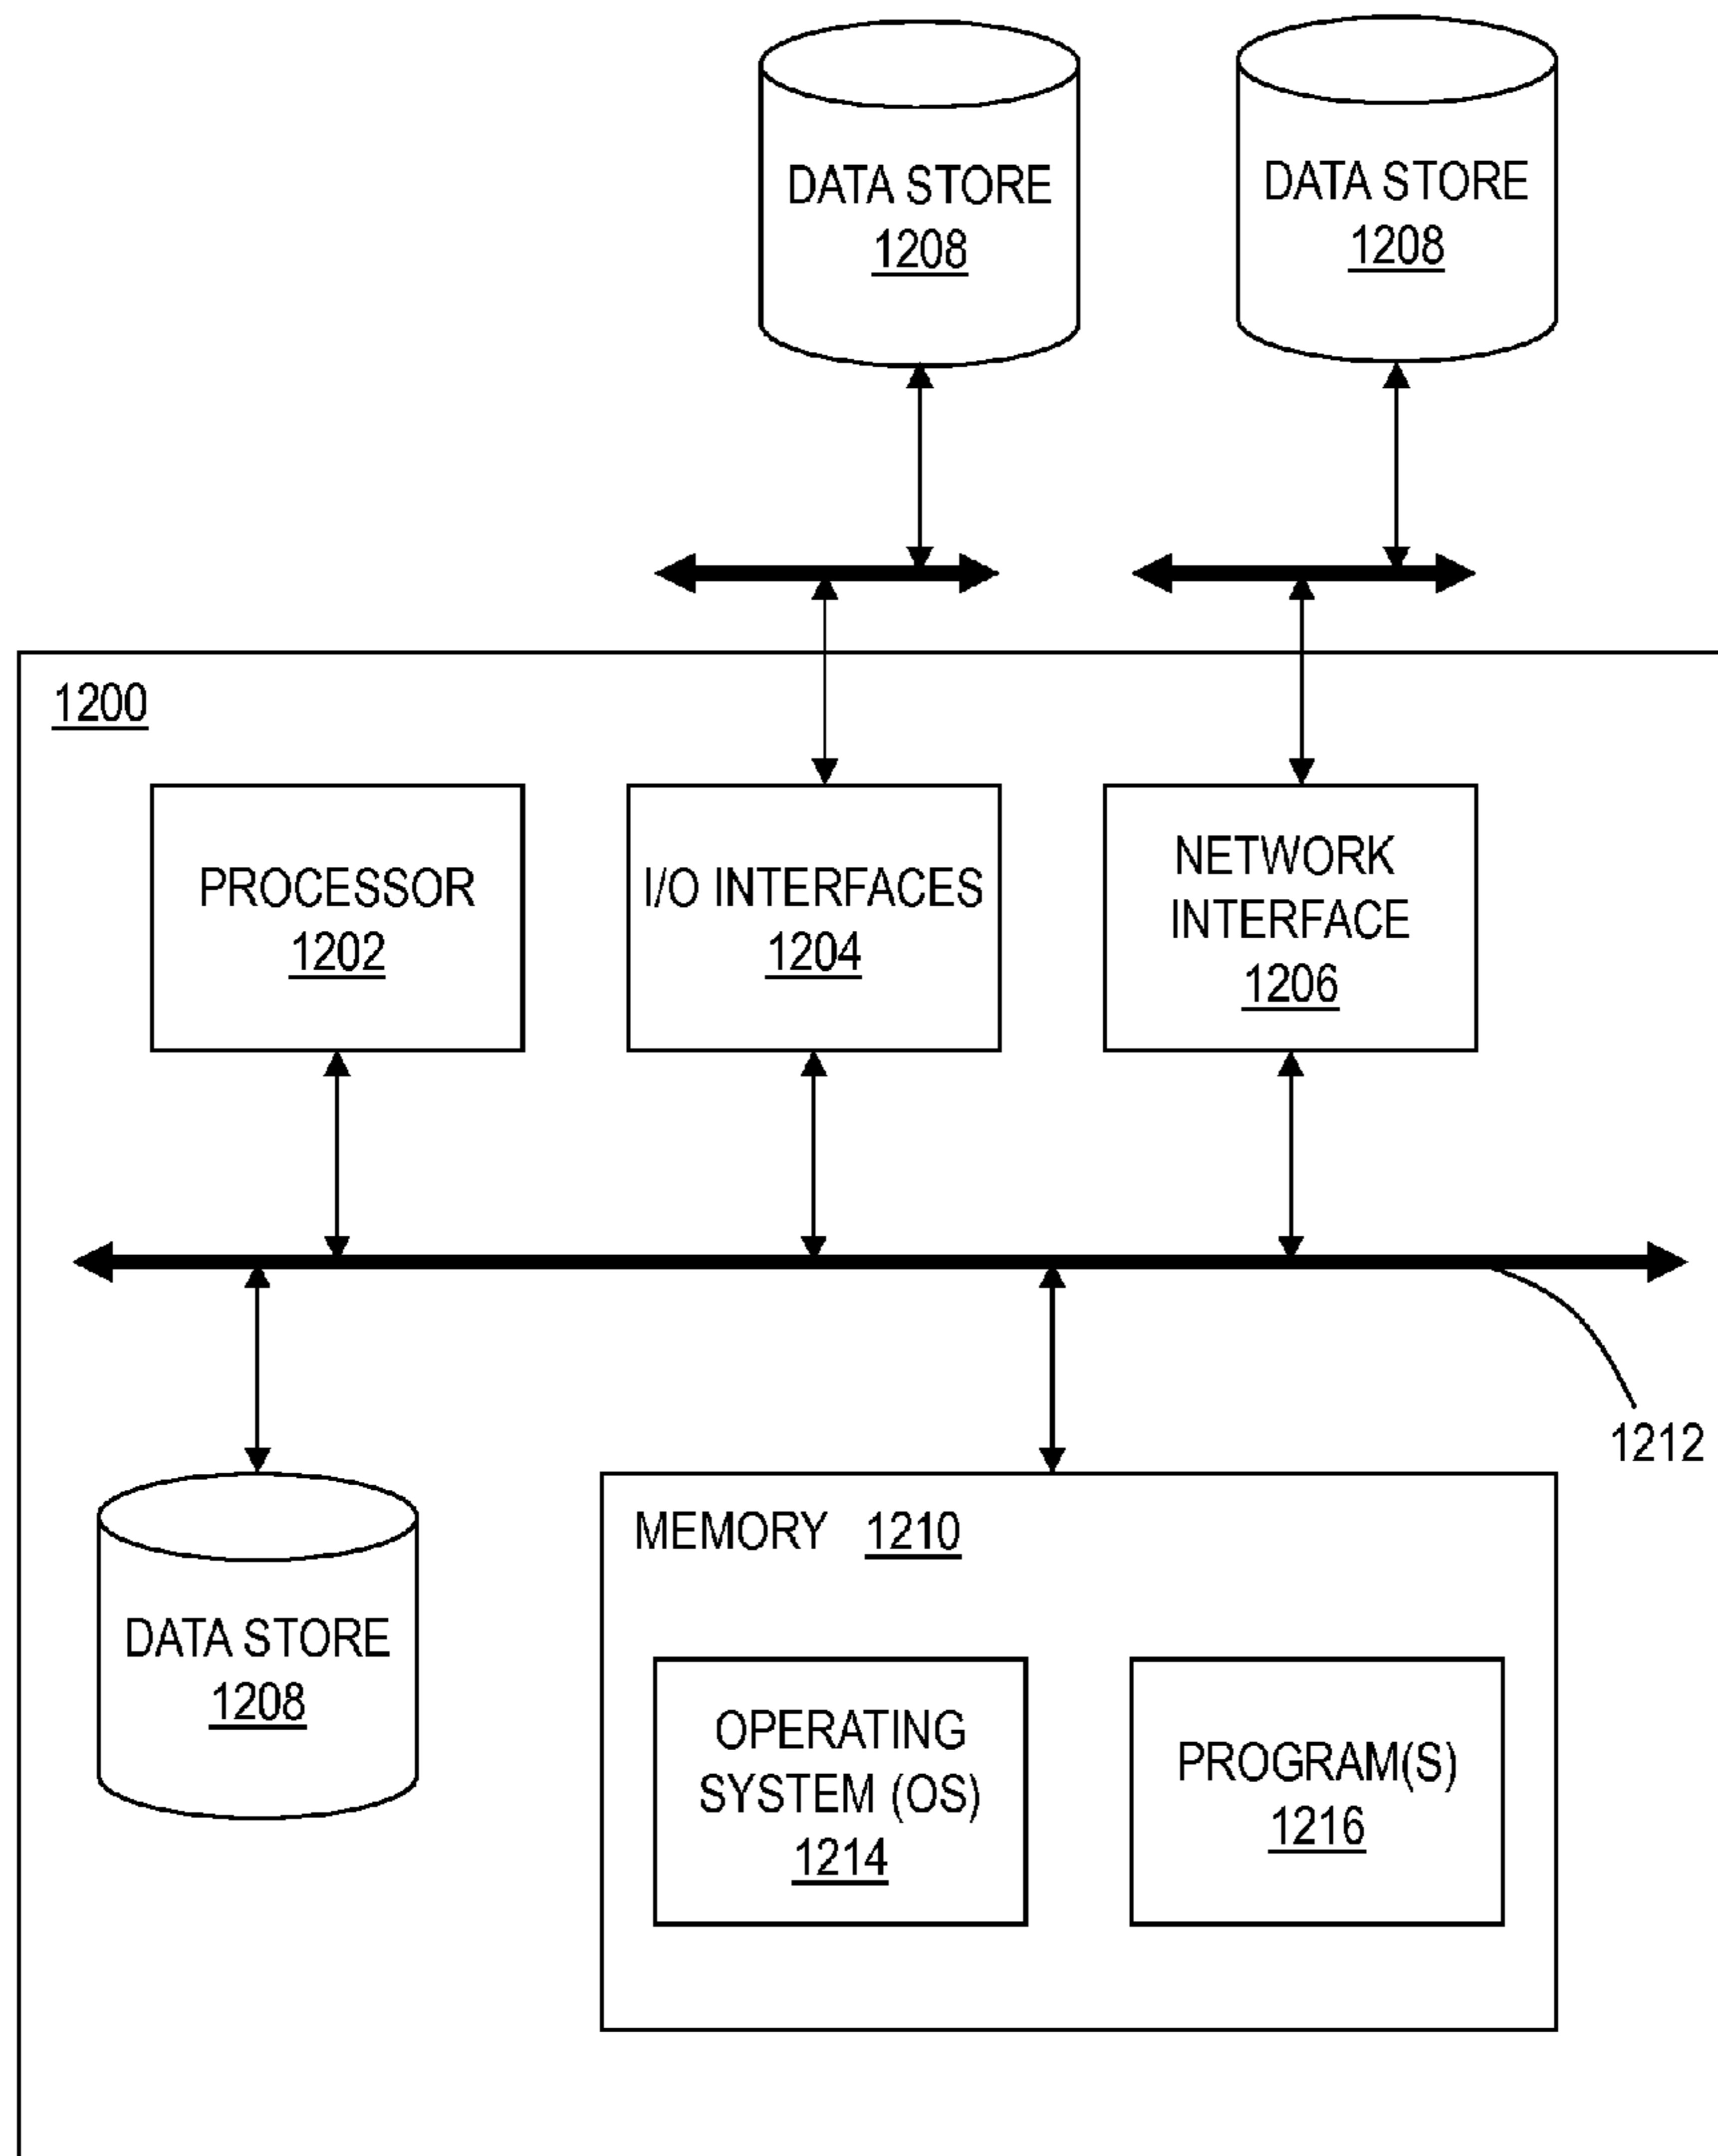 DATA STORE
1208
DATA STORE
1208
1200
PROCESSOR
1202
I/O INTERFACES
1204
NETWORK
INTERFACE
1206
1212
DATA STORE
1208
MEMORY 1210
OPERATING
SYSTEM (OS)
1214
PROGRAM(S)
1216